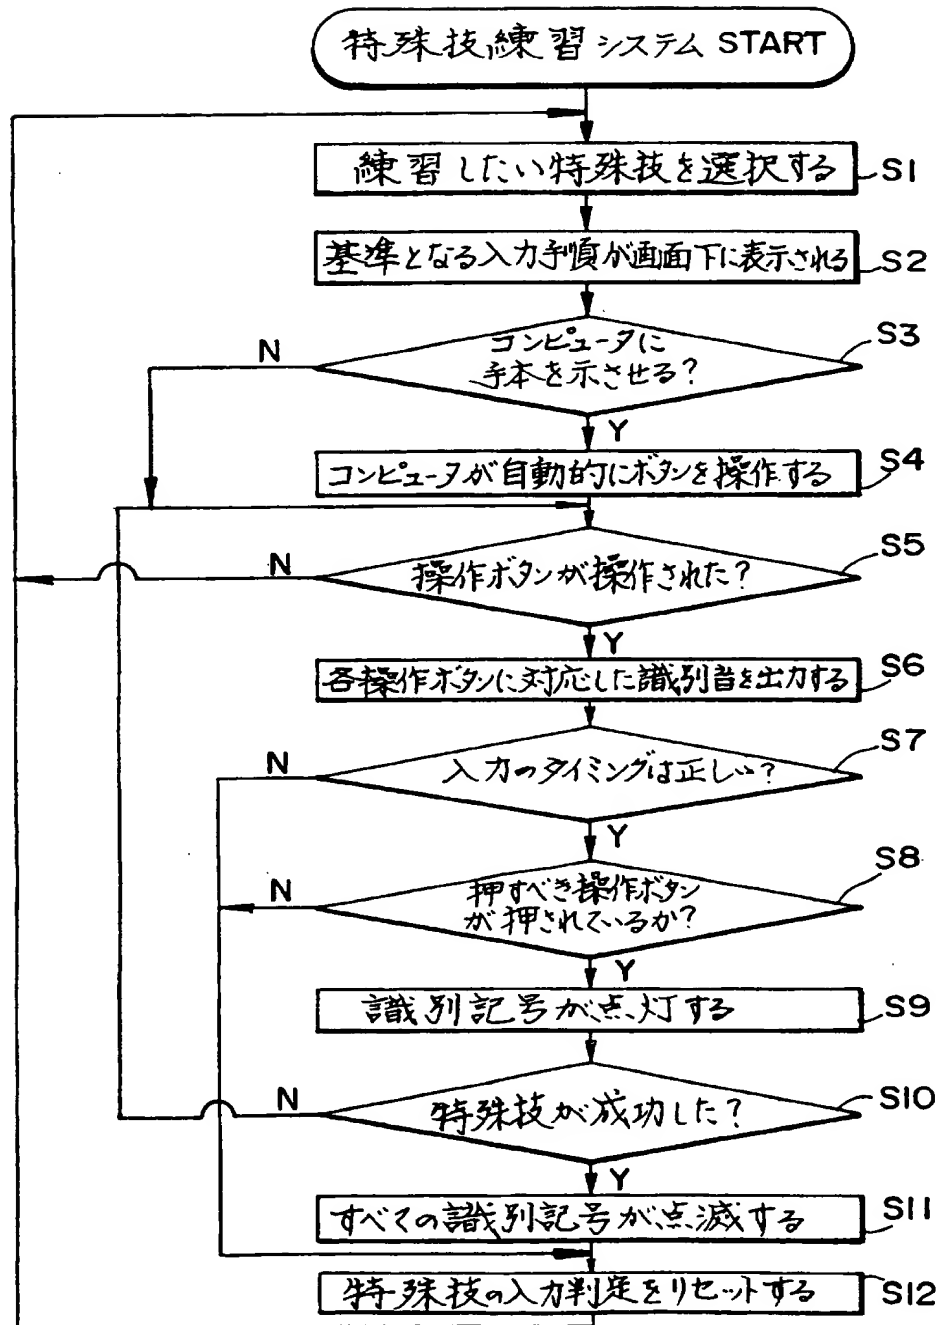 特殊技練習システム START
練習したい特殊技を選択する
S1
基準となる入力手順が画面下に表示される
S2
コンピュータに
手本を示させる?
S3
N
Y
コンピュータが自動的にボタンを操作する
S4
操作ボタンが操作された?
S5
N
Y
各操作ボタンに対応した識別音を出力する
S6
入力のタイミングは正しい?
S7
N
Y
押すべき操作ボタン
が押されているか?
S8
N
Y
識別記号が点灯する
S9
特殊技が成功した?
S10
N
Y
すべての識別記号が点滅する
S11
特殊技の入力判定をリセットする
S12